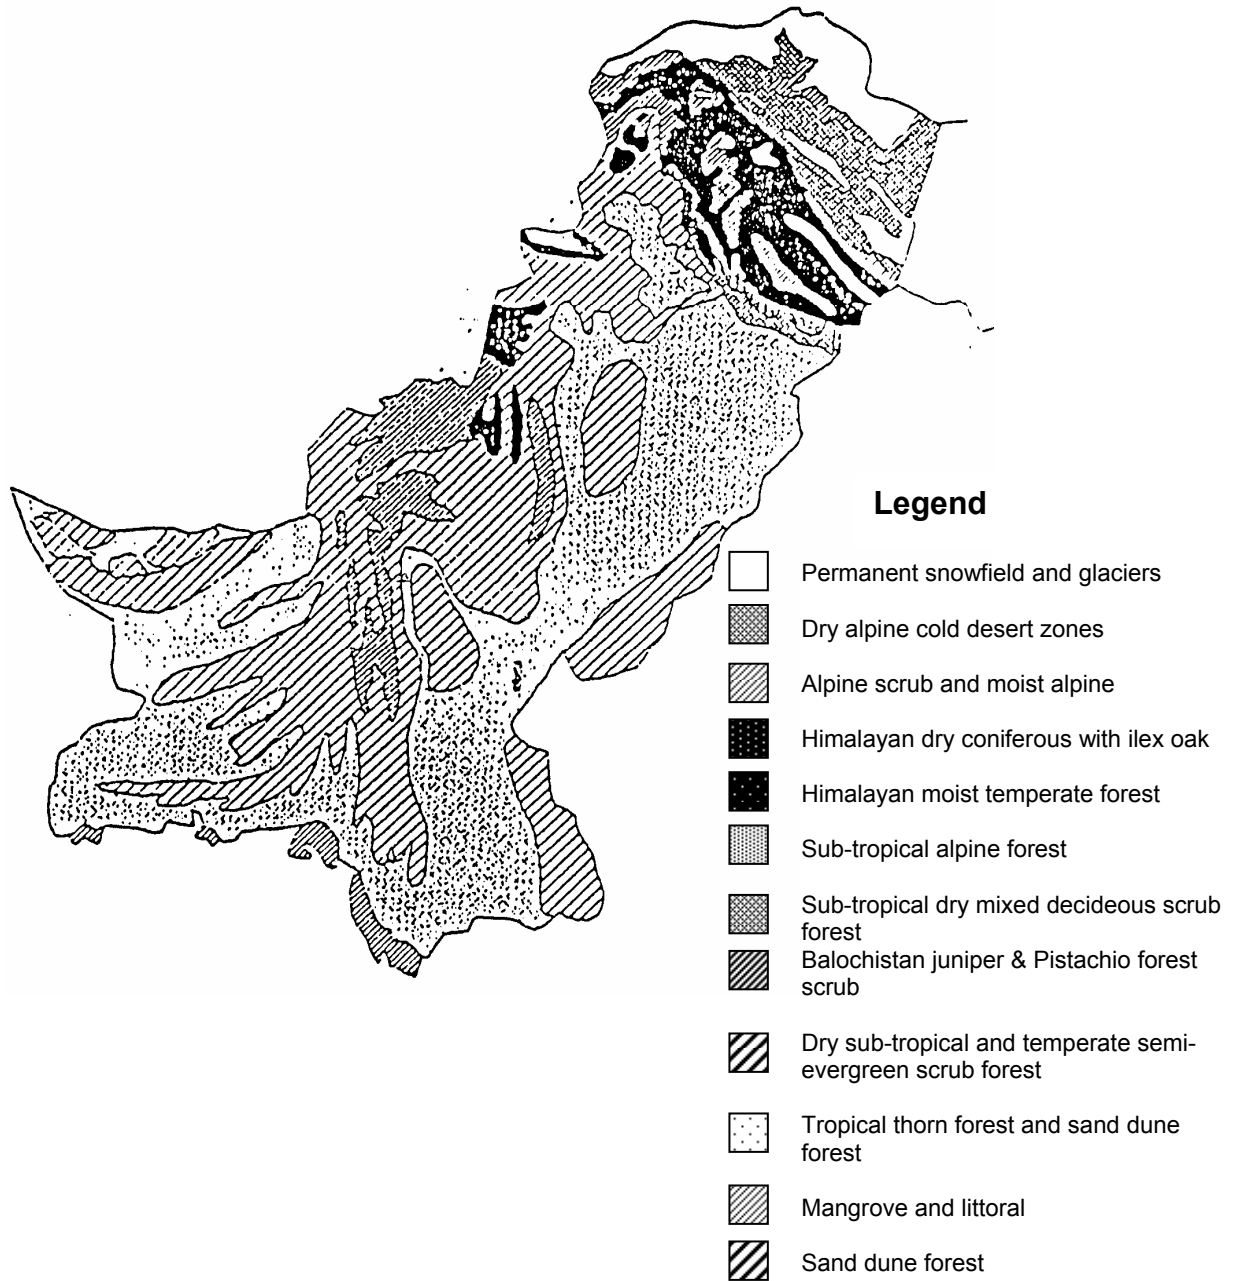 Legend
Permanent snowfield and glaciers
Dry alpine cold desert zones
Alpine scrub and moist alpine
Himalayan dry coniferous with ilex oak
Himalayan moist temperate forest
Sub-tropical alpine forest
Sub-tropical dry mixed decideous scrub
forest
Balochistan juniper & Pistachio forest
scrub
Dry sub-tropical and temperate semi-
evergreen scrub forest
Tropical thorn forest and sand dune
forest
Mangrove and littoral
Sand dune forest